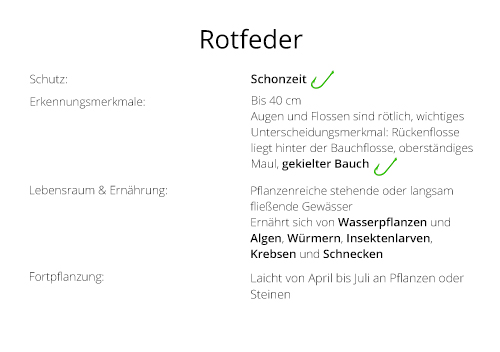 Rotfeder
Schutz:
Schonzeit
Erkennungsmerkmale:
Bis 40 cm
Augen und Flossen sind rötlich, wichtiges
Unterscheidungsmerkmal: Rückenflosse
liegt hinter der Bauchflosse, oberständiges
Maul, gekielter Bauch
Lebensraum & Ernährung:
Pflanzenreiche stehende oder langsam
fließende Gewässer
Ernährt sich von Wasserpflanzen und
Algen, Würmern, Insektenlarven,
Krebsen und Schnecken
Fortpflanzung:
Laicht von April bis Juli an Pflanzen oder
Steinen